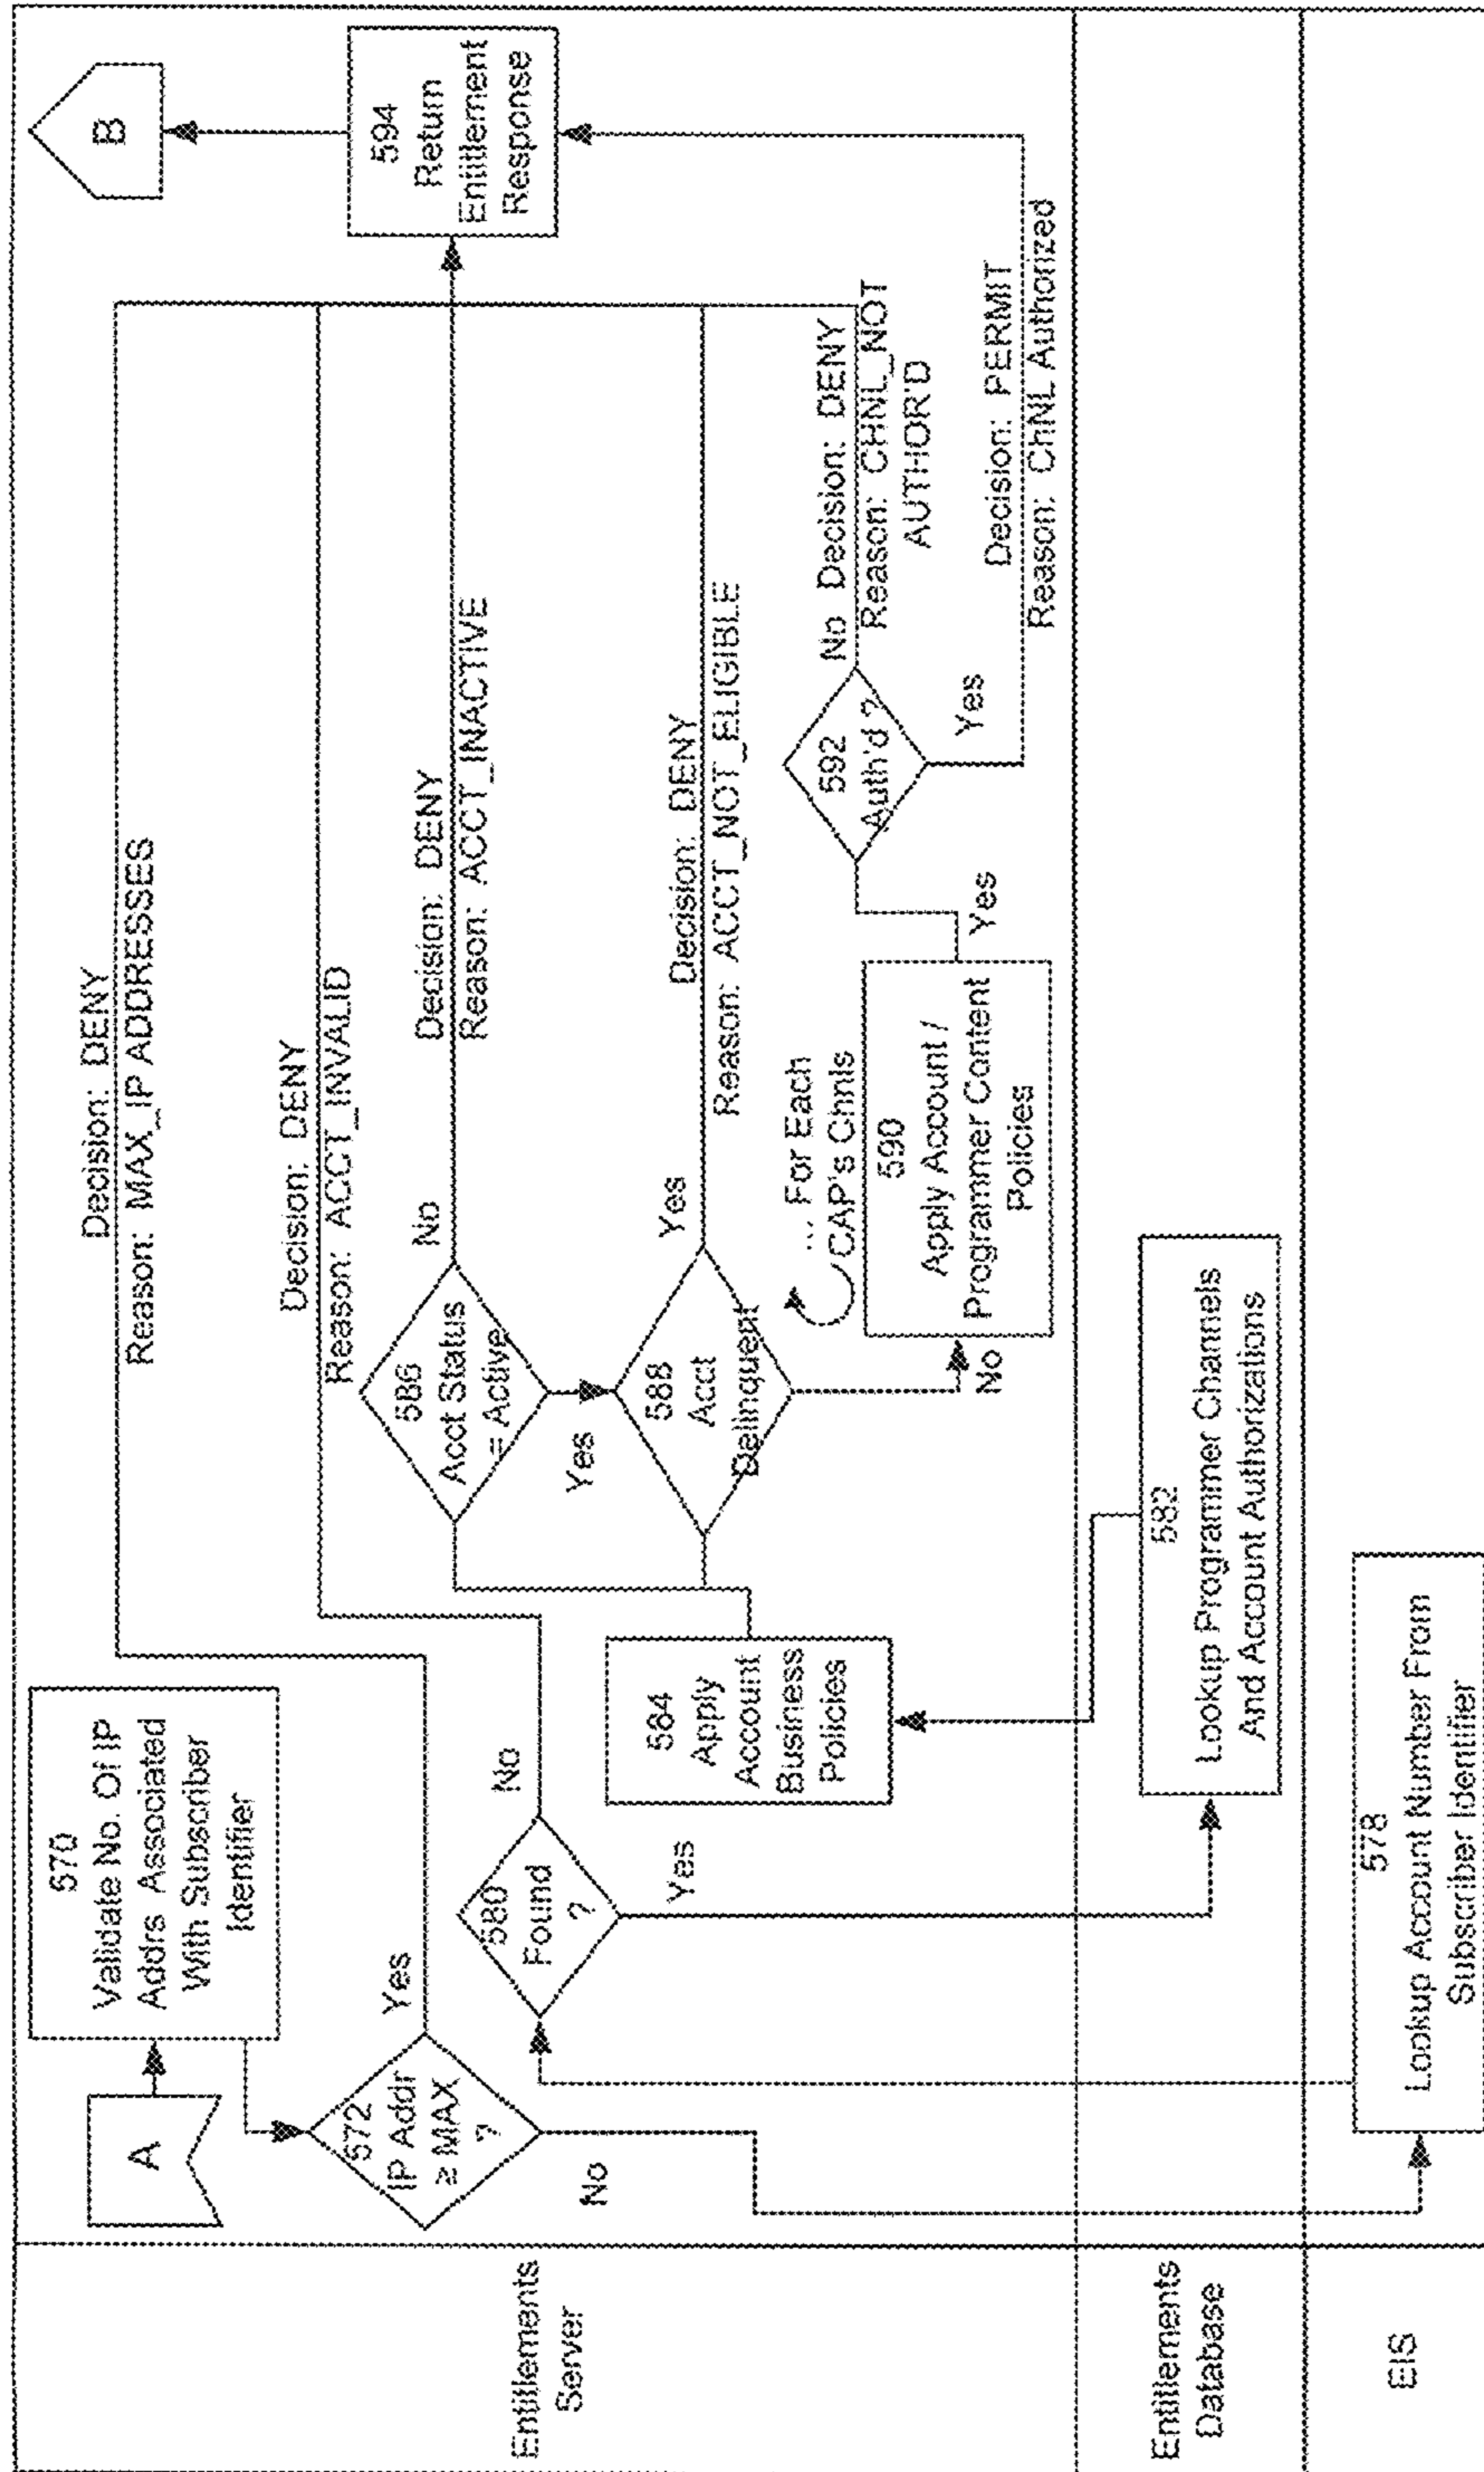 A
570
Validate No. Of IP
Addrs Associated
With Subscriber
Identifier
572
IP Addr
≥ MAX
?
Yes
No
Decision: DENY
Reason: MAX_IP ADDRESSES
580
Found
?
No
Yes
Decision: DENY
Reason: ACCT_INVALID
584
Apply
Account
Business
Policies
586
Acct Status
= Active
No
Yes
Decision: DENY
Reason: ACCT_INACTIVE
588
Acct
Delinquent
Yes
No
Decision: DENY
Reason: ACCT_NOT_ELIGIBLE
... For Each
CAP's Chnls
590
Apply Account /
Programmer Content
Policies
Yes
592
Auth'd ?
No Decision: DENY
Reason: CHNL_NOT
AUTHOR'D
Yes
Decision: PERMIT
Reason: ChNL Authorized
594
Return
Entitlement
Response
B
Entitlements
Server
582
Lookup Programmer Channels
And Account Authorizations
Entitlements
Database
578
Lookup Account Number From
Subscriber Identifier
EIS